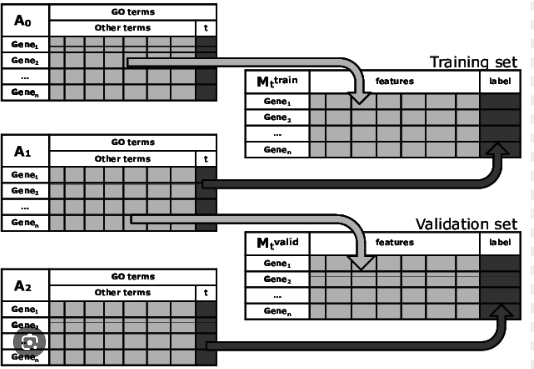 A₀ GO terms
Other terms t
Gene₁
Gene₂
...
Geneₙ
Training set
Mₜtrain features label
Gene₁
Gene₂
...
Geneₙ
A₁ GO terms
Other terms t
Gene₁
Gene₂
...
Geneₙ
Validation set
Mₜvalid features label
Gene₁
Gene₂
...
Geneₙ
A₂ GO terms
Other terms t
Gene₁
Gene₂
Geneₙ